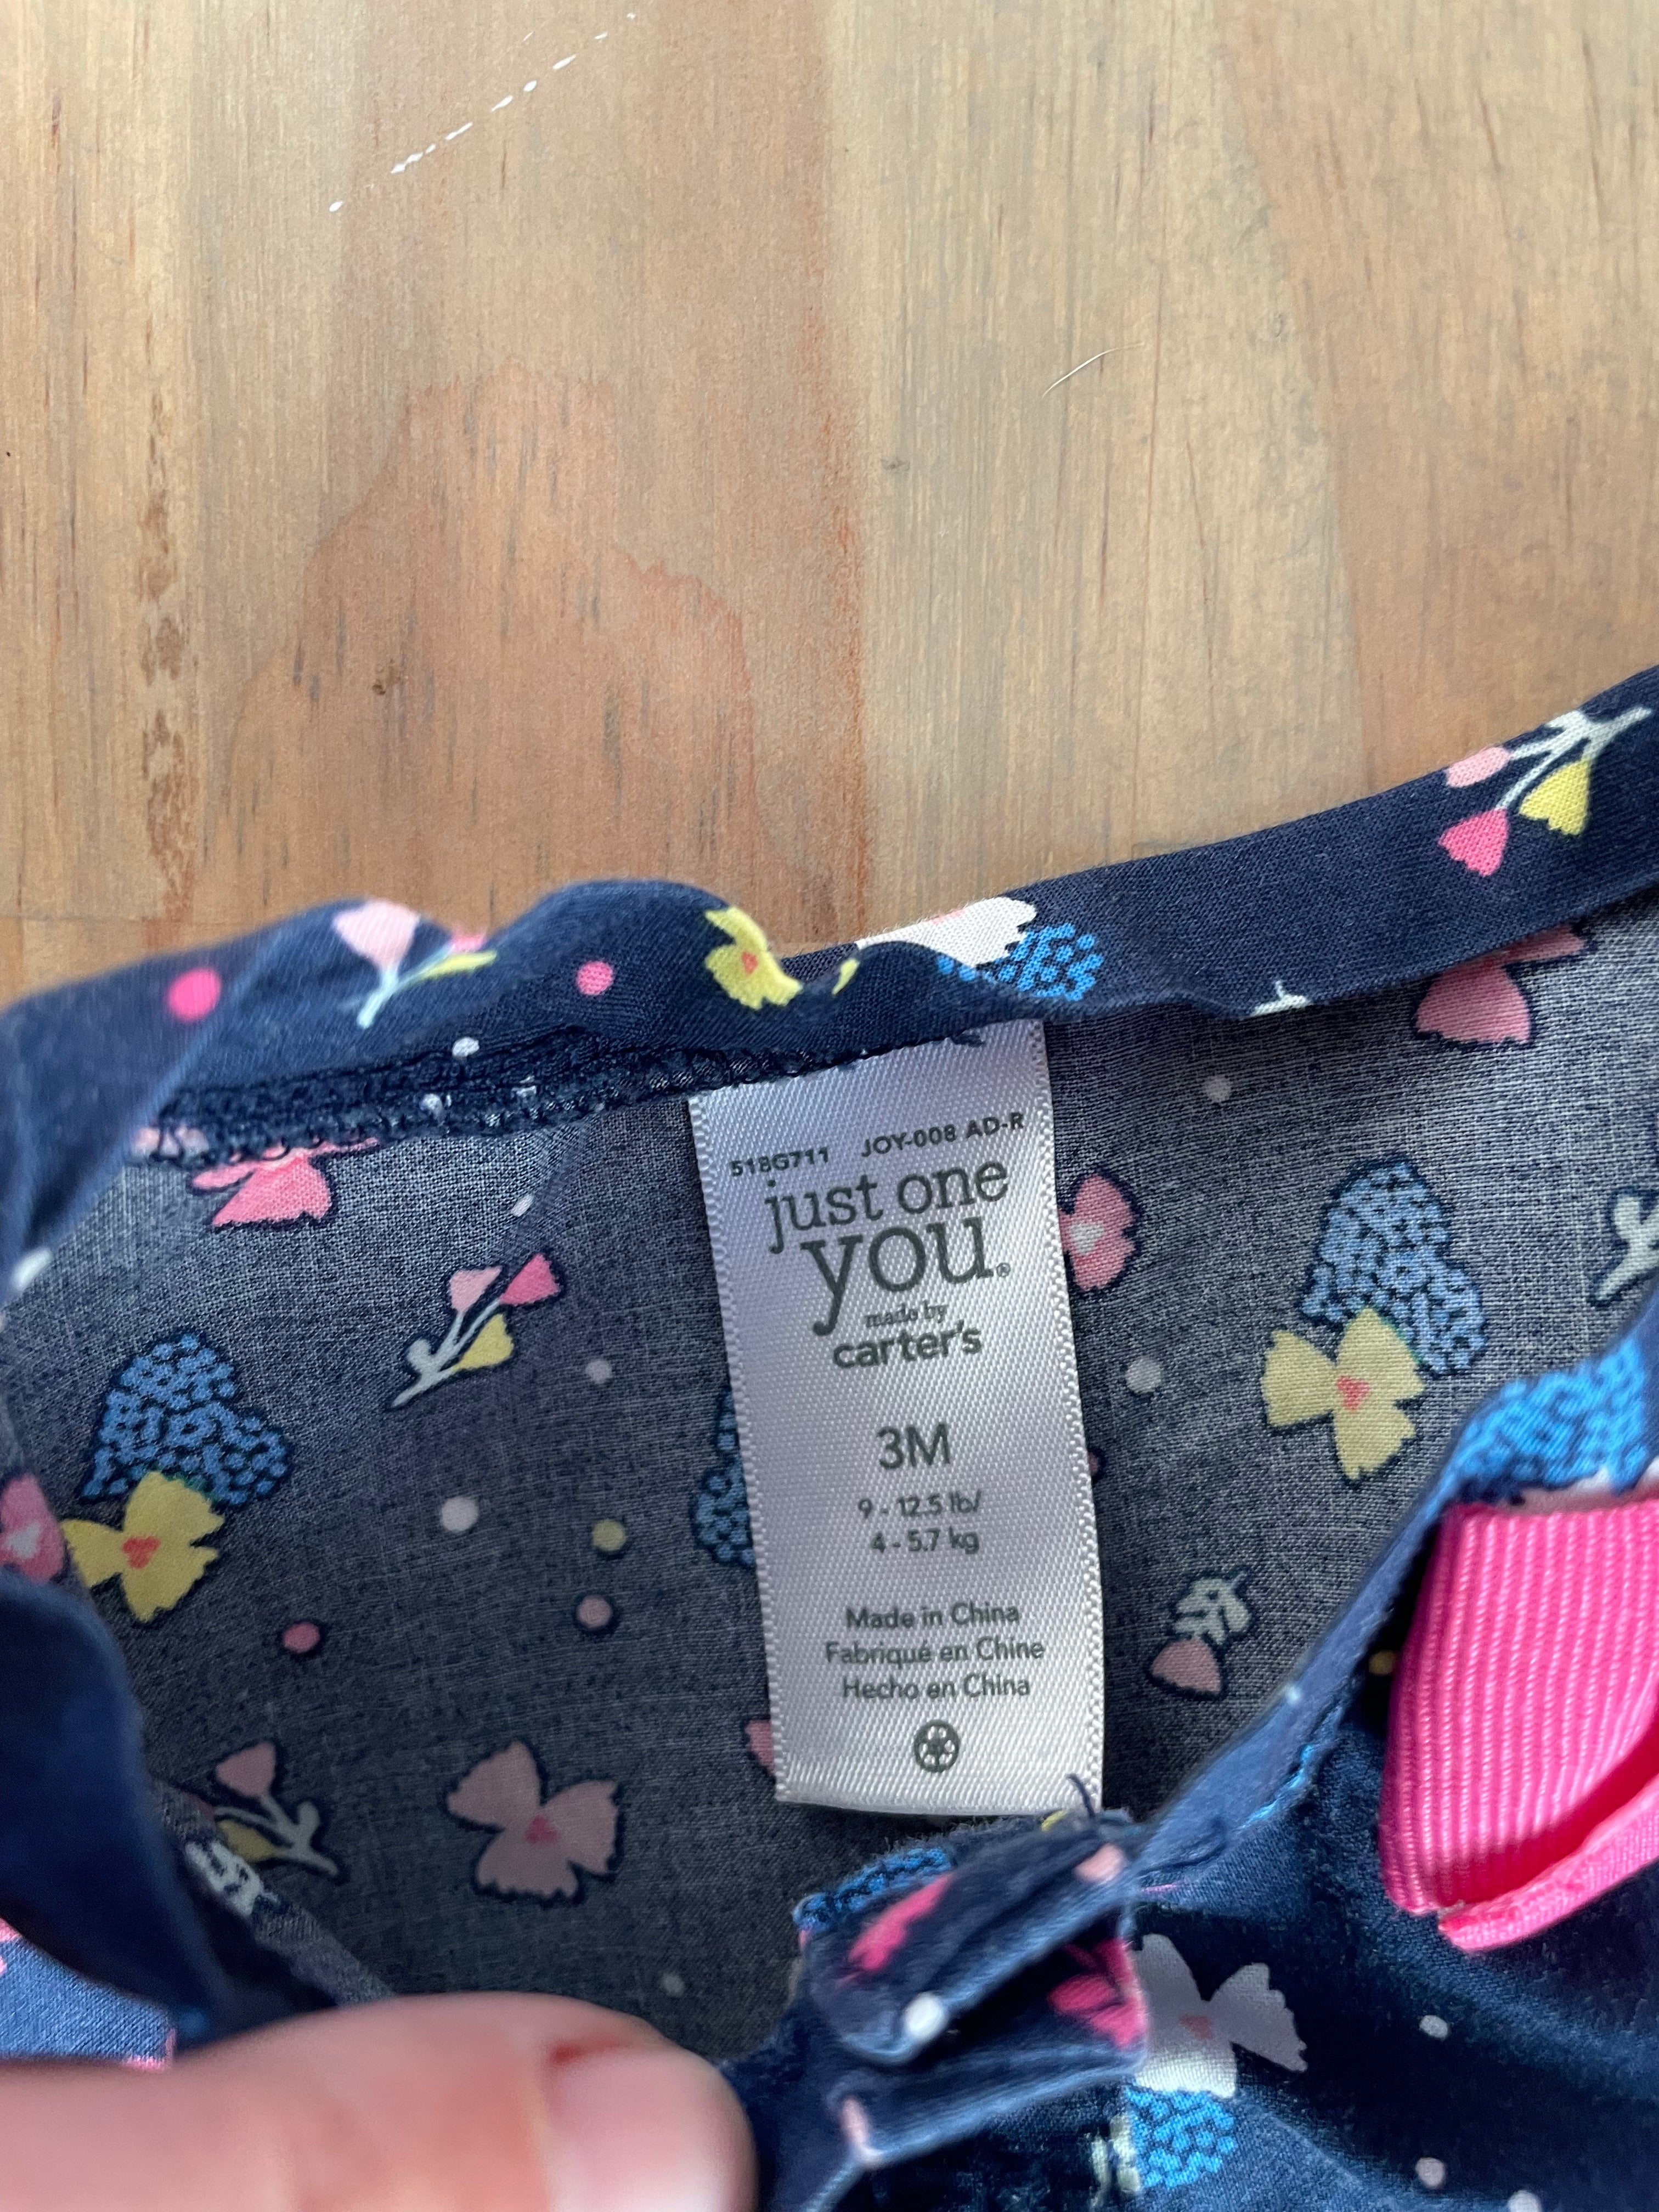 518G711 JOY-008 AD-R
just one
you®
made by
carter's
3M
9 - 12.5 lb/
4 - 5.7 kg
Made in China
Fabriqué en Chine
Hecho en China